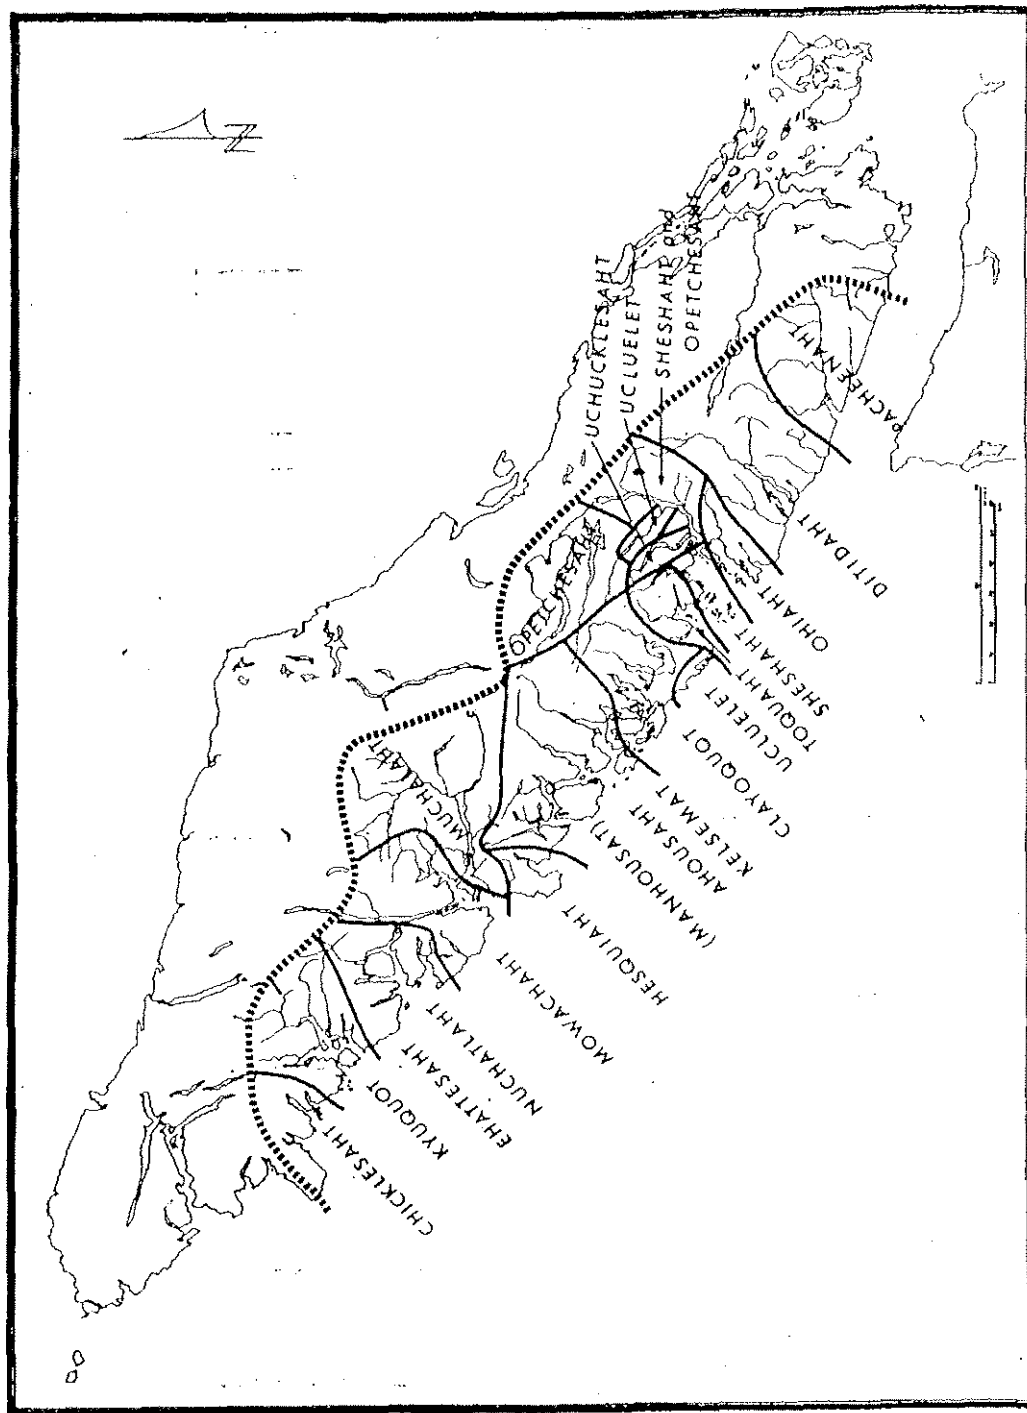 N
UCHUCKLESAHT
UCLUELET
SHESHAHT and
OPETCHESAHT
OPETCHESAHT
MUCHALAHT
CHICKLESAHT
KYUQUOT
EHATTESAHT
NUCHATLAHT
MOWACHAHT
HESQUIAHT
(MANHOUSAT)
AHOUSAHT
KELSEMAT
CLAYOQUOT
UCLUELET
TOQUAHT
SHESHAHT
OHIAHT
DITIDAHT
PACHEENAHT